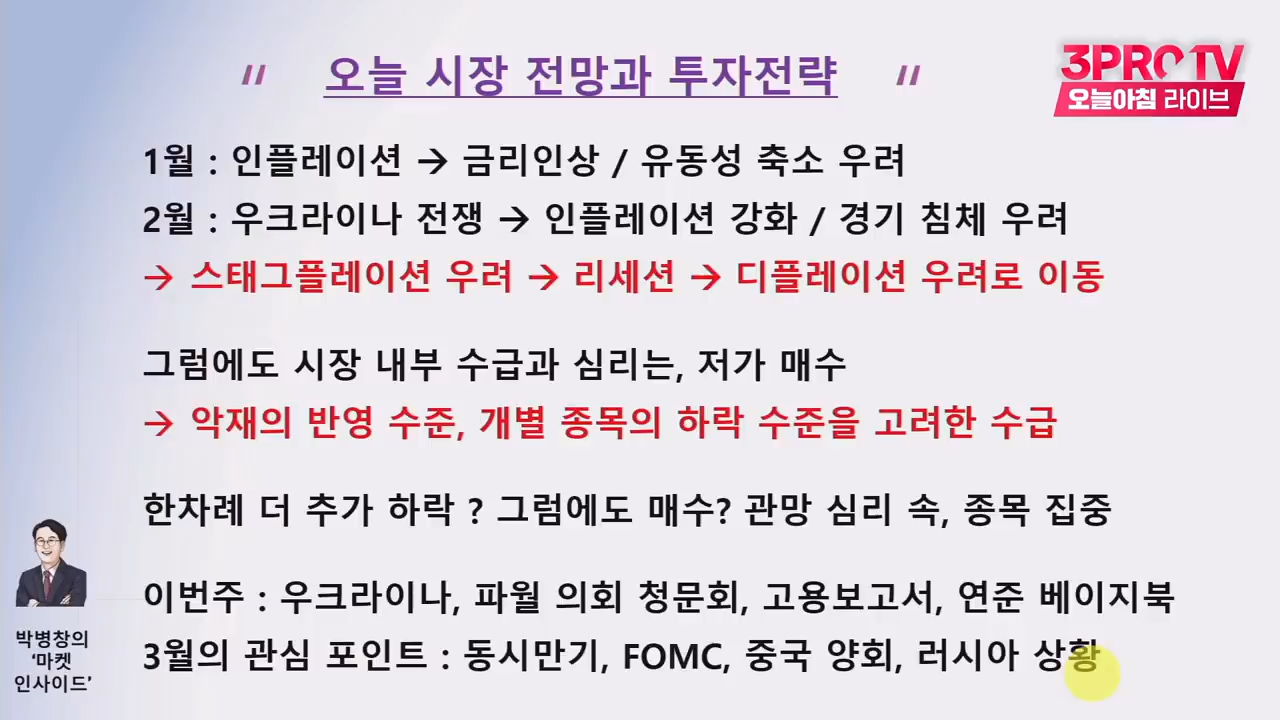 " 오늘 시장 전망과 투자전략 "
3PRO TV
오늘아침 라이브
1월 : 인플레이션 → 금리인상 / 유동성 축소 우려
2월 : 우크라이나 전쟁 → 인플레이션 강화 / 경기 침체 우려
→ 스태그플레이션 우려 → 리세션 → 디플레이션 우려로 이동
그럼에도 시장 내부 수급과 심리는, 저가 매수
→ 악재의 반영 수준, 개별 종목의 하락 수준을 고려한 수급
한차례 더 추가 하락 ? 그럼에도 매수? 관망 심리 속, 종목 집중
이번주 : 우크라이나, 파월 의회 청문회, 고용보고서, 연준 베이지북
3월의 관심 포인트 : 동시만기, FOMC, 중국 양회, 러시아 상황
박병창의
‘마켓
인사이드’